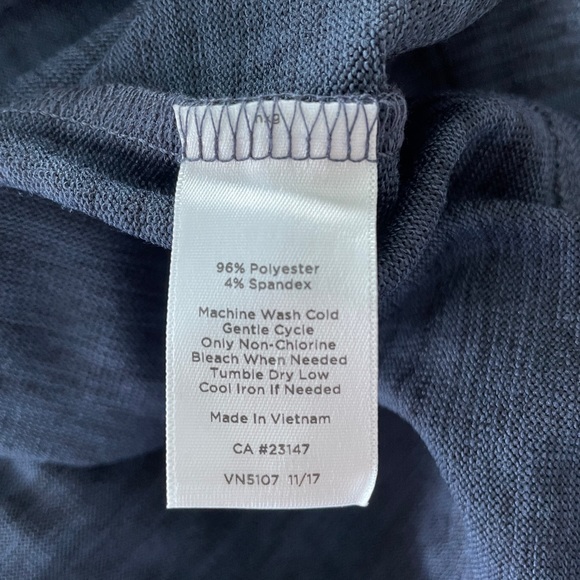 96% Polyester
4% Spandex
Machine Wash Cold
Gentle Cycle
Only Non-Chlorine
Bleach When Needed
Tumble Dry Low
Cool Iron If Needed
Made In Vietnam
CA #23147
VN5107 11/17